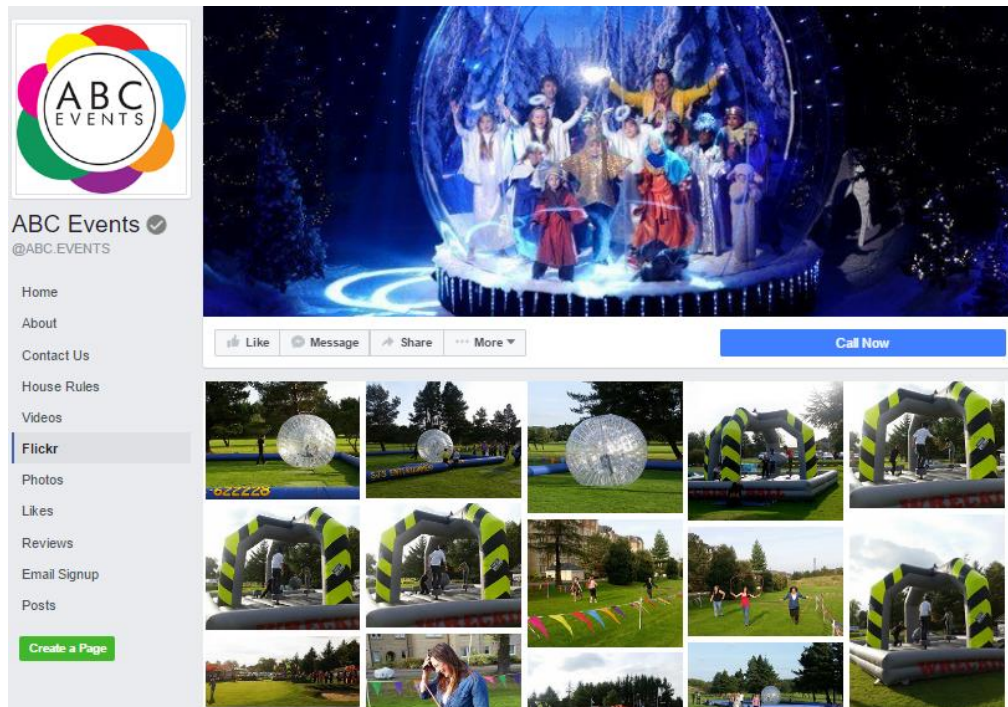 ABC
EVENTS
ABC Events
@ABC.EVENTS
Home
About
Contact Us
House Rules
Videos
Flickr
Photos
Likes
Reviews
Email Signup
Posts
Create a Page
Like
Message
Share
More
Call Now
622228